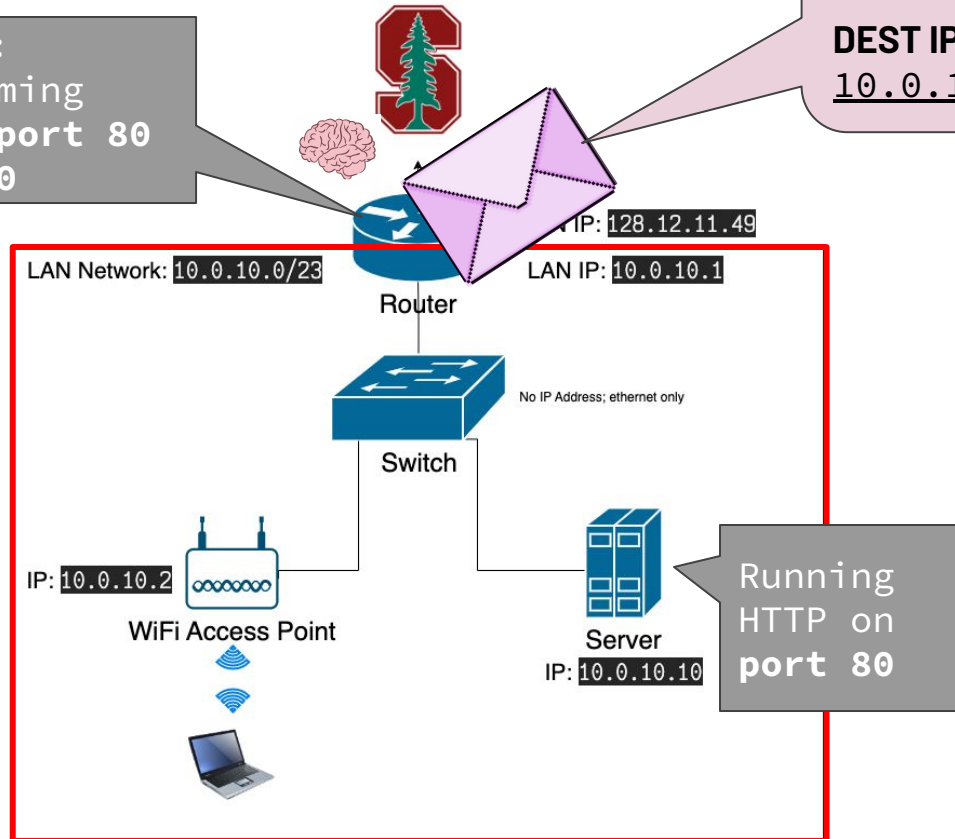 :
ming
port 80
0
DEST IP
10.0.1
IP: 128.12.11.49
LAN Network: 10.0.10.0/23
LAN IP: 10.0.10.1
Router
No IP Address; ethernet only
Switch
IP: 10.0.10.2
WiFi Access Point
Server
IP: 10.0.10.10
Running
HTTP on
port 80
S